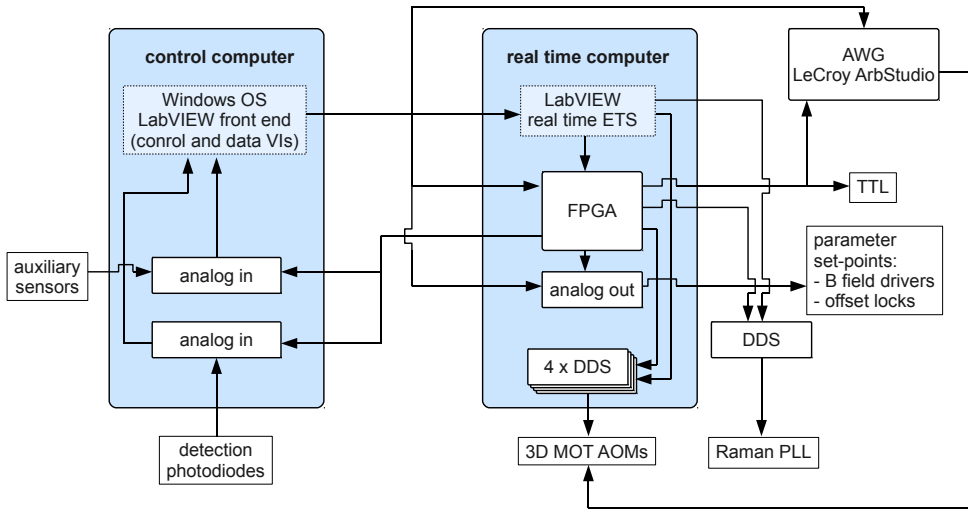 control computer
Windows OS
LabVIEW front end
(conrol and data VIs)
auxiliary
sensors
analog in
analog in
detection
photodiodes
real time computer
LabVIEW
real time ETS
FPGA
analog out
4 x DDS
3D MOT AOMs
AWG
LeCroy ArbStudio
TTL
parameter
set-points:
- B field drivers
- offset locks
DDS
Raman PLL